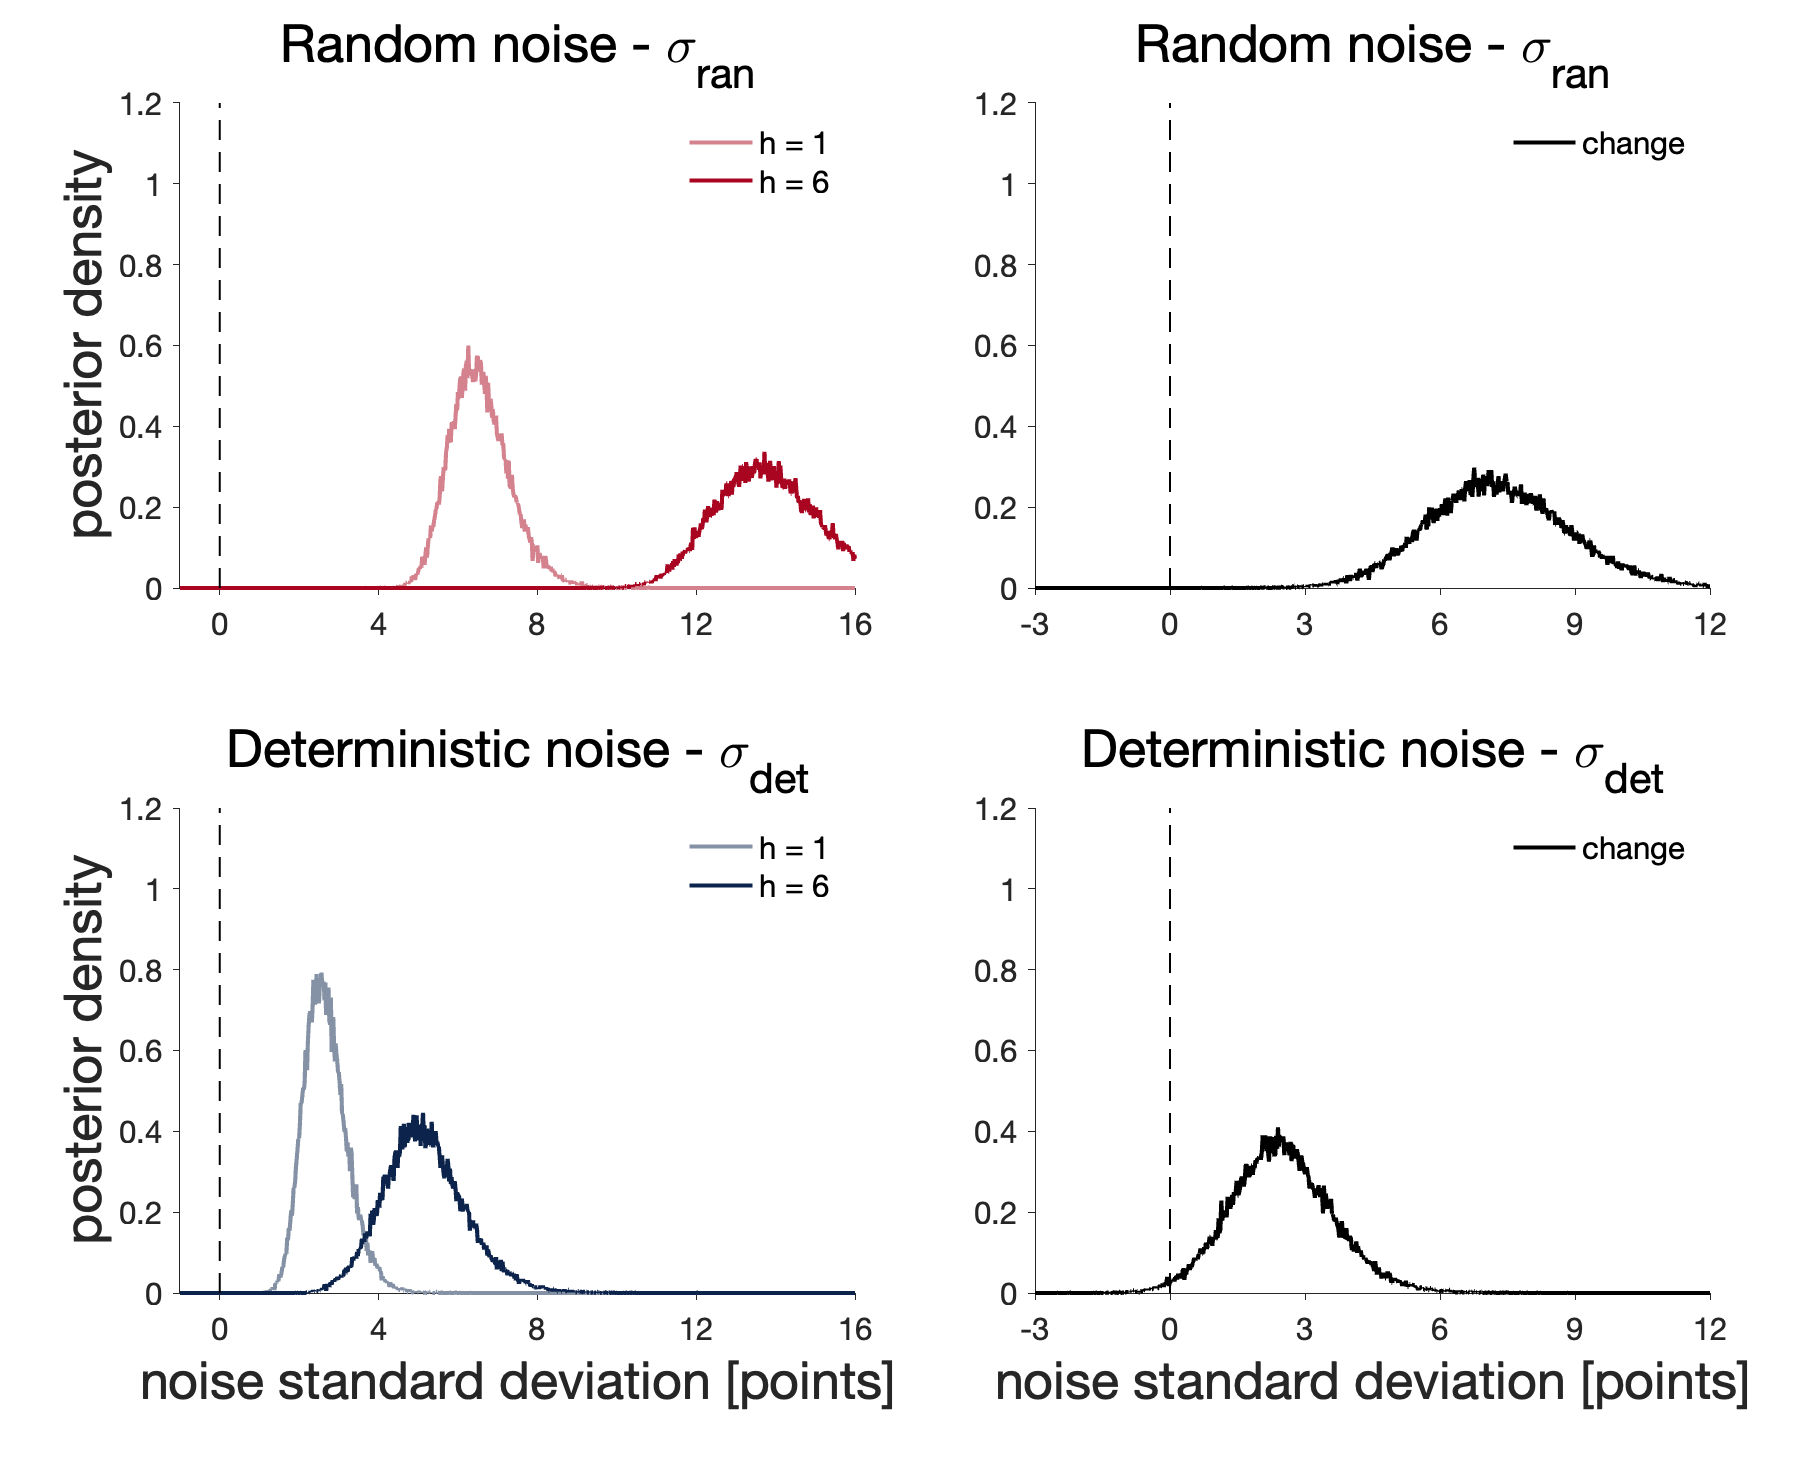 Random noise - σran
1.2
1
0.8
0.6
0.4
0.2
0
posterior density
h = 1
h = 6
0 4 8 12 16
Random noise - σran
1.2
1
0.8
0.6
0.4
0.2
0
change
-3 0 3 6 9 12
Deterministic noise - σdet
1.2
1
0.8
0.6
0.4
0.2
0
posterior density
h = 1
h = 6
0 4 8 12 16
noise standard deviation [points]
Deterministic noise - σdet
1.2
1
0.8
0.6
0.4
0.2
0
change
-3 0 3 6 9 12
noise standard deviation [points]